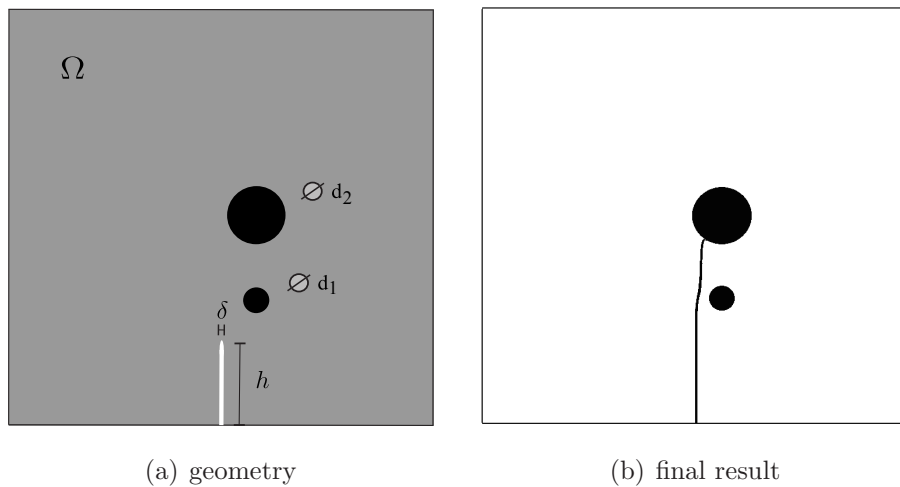 Ω
⌀ d₂
⌀ d₁
δ
h
(a) geometry
(b) final result